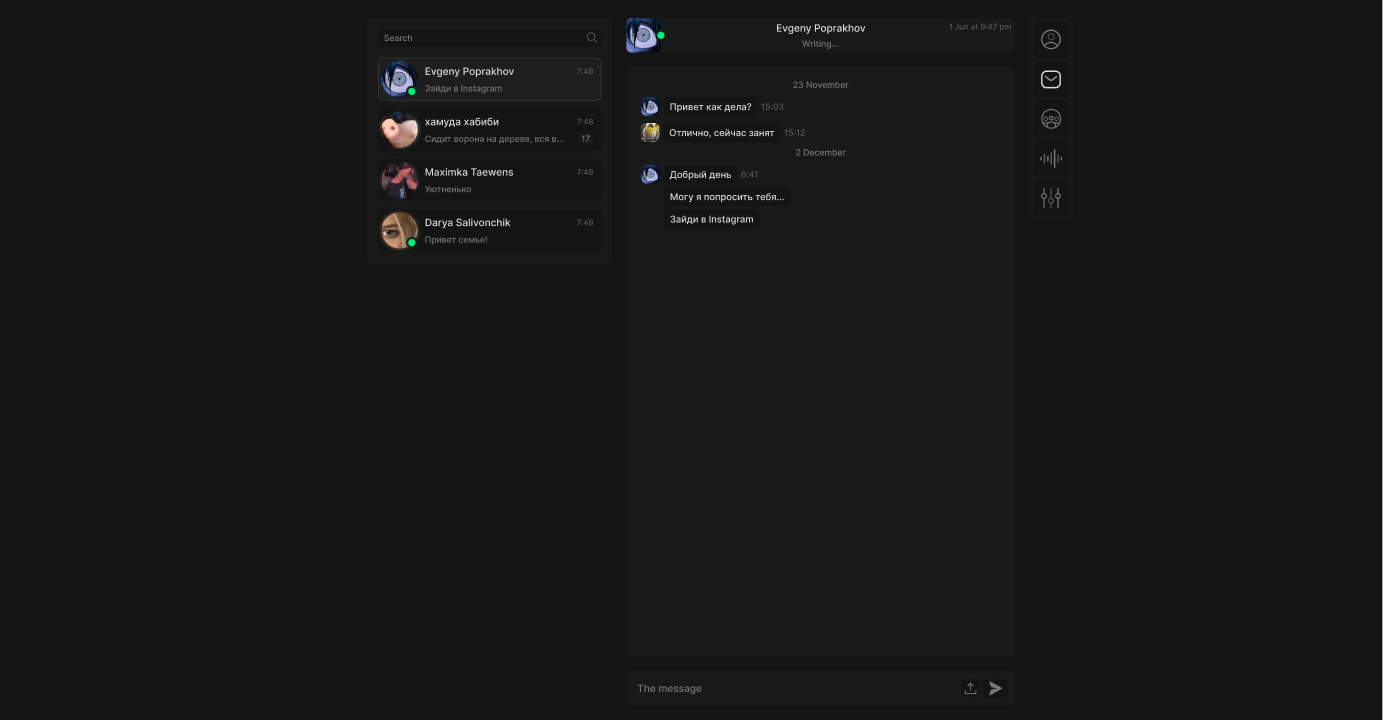 Search
Evgeny Poprakhov 7:48
Зайди в Instagram
хамуда хабиби 7:48
Сидит ворона на дереве, вся в... 17
Maximka Taewens 7:48
Уютненько
Darya Salivonchik 7:48
Привет семье!
Evgeny Poprakhov 1 Jun at 9:47 pm
Writing...
23 November
Привет как дела? 15:03
Отлично, сейчас занят 15:12
2 December
Добрый день 6:41
Могу я попросить тебя...
Зайди в Instagram
The message